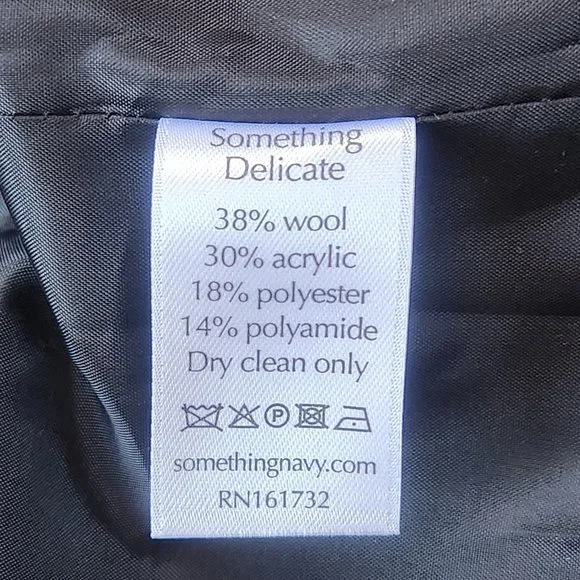 Something
Delicate
38% wool
30% acrylic
18% polyester
14% polyamide
Dry clean only
P
somethingnavy.com
RN161732